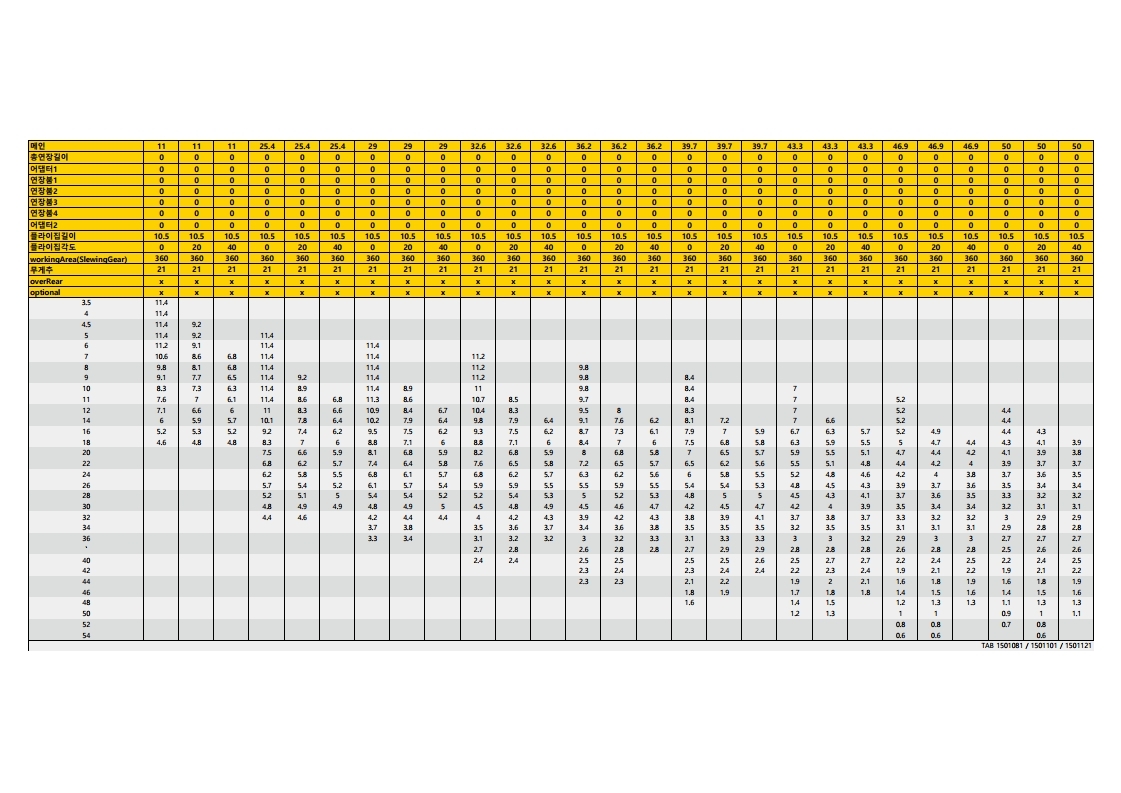 메인 11 11 11 25.4 25.4 25.4 29 29 29 32.6 32.6 32.6 36.2 36.2 36.2 39.7 39.7 39.7 43.3 43.3 43.3 46.9 46.9 46.9 50 50 50
총연장길이 0 0 0 0 0 0 0 0 0 0 0 0 0 0 0 0 0 0 0 0 0 0 0 0 0 0 0
어댑터1 0 0 0 0 0 0 0 0 0 0 0 0 0 0 0 0 0 0 0 0 0 0 0 0 0 0 0
연장붐1 0 0 0 0 0 0 0 0 0 0 0 0 0 0 0 0 0 0 0 0 0 0 0 0 0 0 0
연장붐2 0 0 0 0 0 0 0 0 0 0 0 0 0 0 0 0 0 0 0 0 0 0 0 0 0 0 0
연장붐3 0 0 0 0 0 0 0 0 0 0 0 0 0 0 0 0 0 0 0 0 0 0 0 0 0 0 0
연장붐4 0 0 0 0 0 0 0 0 0 0 0 0 0 0 0 0 0 0 0 0 0 0 0 0 0 0 0
어댑터2 0 0 0 0 0 0 0 0 0 0 0 0 0 0 0 0 0 0 0 0 0 0 0 0 0 0 0
플라이집길이 10.5 10.5 10.5 10.5 10.5 10.5 10.5 10.5 10.5 10.5 10.5 10.5 10.5 10.5 10.5 10.5 10.5 10.5 10.5 10.5 10.5 10.5 10.5 10.5 10.5 10.5 10.5
플라이집각도 0 20 40 0 20 40 0 20 40 0 20 40 0 20 40 0 20 40 0 20 40 0 20 40 0 20 40
workingArea(SlewingGear) 360 360 360 360 360 360 360 360 360 360 360 360 360 360 360 360 360 360 360 360 360 360 360 360 360 360 360
무게추 21 21 21 21 21 21 21 21 21 21 21 21 21 21 21 21 21 21 21 21 21 21 21 21 21 21 21
overRear x x x x x x x x x x x x x x x x x x x x x x x x x x x
optional x x x x x x x x x x x x x x x x x x x x x x x x x x x
3.5 11.4
4 11.4
4.5 11.4 9.2
5 11.4 9.2 11.4
6 11.2 9.1 11.4 11.4
7 10.6 8.6 6.8 11.4 11.4 11.2
8 9.8 8.1 6.8 11.4 11.4 11.2 9.8
9 9.1 7.7 6.5 11.4 9.2 11.4 11.2 9.8 8.4
10 8.3 7.3 6.3 11.4 8.9 11.4 8.9 11 9.8 8.4 7
11 7.6 7 6.1 11.4 8.6 6.8 11.3 8.6 10.7 8.5 9.7 8.4 7 5.2
12 7.1 6.6 6 11 8.3 6.6 10.9 8.4 6.7 10.4 8.3 9.5 8 8.3 7 5.2 4.4
14 6 5.9 5.7 10.1 7.8 6.4 10.2 7.9 6.4 9.8 7.9 6.4 9.1 7.6 6.2 8.1 7.2 7 6.6 5.2 4.4
16 5.2 5.3 5.2 9.2 7.4 6.2 9.5 7.5 6.2 9.3 7.5 6.2 8.7 7.3 6.1 7.9 7 5.9 6.7 6.3 5.7 5.2 4.9 4.4 4.3
18 4.6 4.8 4.8 8.3 7 6 8.8 7.1 6 8.8 7.1 6 8.4 7 6 7.5 6.8 5.8 6.3 5.9 5.5 5 4.7 4.4 4.3 4.1 3.9
20 7.5 6.6 5.9 8.1 6.8 5.9 8.2 6.8 5.9 8 6.8 5.8 7 6.5 5.7 5.9 5.5 5.1 4.7 4.4 4.2 4.1 3.9 3.8
22 6.8 6.2 5.7 7.4 6.4 5.8 7.6 6.5 5.8 7.2 6.5 5.7 6.5 6.2 5.6 5.5 5.1 4.8 4.4 4.2 4 3.9 3.7 3.7
24 6.2 5.8 5.5 6.8 6.1 5.7 6.8 6.2 5.7 6.3 6.2 5.6 6 5.8 5.5 5.2 4.8 4.6 4.2 4 3.8 3.7 3.6 3.5
26 5.7 5.4 5.2 6.1 5.7 5.4 5.9 5.9 5.5 5.5 5.9 5.5 5.4 5.4 5.3 4.8 4.5 4.3 3.9 3.7 3.6 3.5 3.4 3.4
28 5.2 5.1 5 5.4 5.4 5.2 5.2 5.4 5.3 5 5.2 5.3 4.8 5 5 4.5 4.3 4.1 3.7 3.6 3.5 3.3 3.2 3.2
30 4.8 4.9 4.9 4.8 4.9 5 4.5 4.8 5 4.5 4.6 4.7 4.2 4.5 4.7 4.2 4 3.9 3.5 3.4 3.4 3.2 3.1 3.1
32 4.4 4.6 4.2 4.4 4.4 4 4.2 4.3 3.9 4.2 4.3 3.8 3.9 4.1 3.7 3.8 3.7 3.3 3.2 3.2 3 2.9 2.9
34 3.7 3.8 3.5 3.6 3.7 3.4 3.6 3.8 3.5 3.5 3.5 3.2 3.5 3.5 3.1 3.1 3.1 2.9 2.8 2.8
36 3.3 3.4 3.1 3.2 3.2 3 3.2 3.3 3.1 3.3 3.3 3 3.2 3.2 2.9 3 3 2.7 2.7 2.7
` 2.7 2.8 2.6 2.8 2.8 2.7 2.9 2.9 2.8 2.8 2.8 2.6 2.8 2.8 2.5 2.6 2.6
40 2.4 2.4 2.5 2.5 2.5 2.6 2.5 2.7 2.7 2.2 2.4 2.5 2.2 2.4 2.5
42 2.3 2.4 2.3 2.4 2.4 2.2 2.3 2.4 1.9 2.1 2.2 1.9 2.1 2.2
44 2.3 2.3 2.1 2.2 1.9 2 2.1 1.6 1.8 1.9 1.6 1.8 1.9
46 1.8 1.9 1.7 1.8 1.8 1.4 1.5 1.6 1.4 1.5 1.6
48 1.6 1.4 1.5 1.2 1.3 1.3 1.1 1.3 1.3
50 1.2 1.3 1 1 0.9 1 1.1
52 0.8 0.8 0.7 0.8
54 0.6 0.6 0.6
TAB 1501081 / 1501101 / 1501121